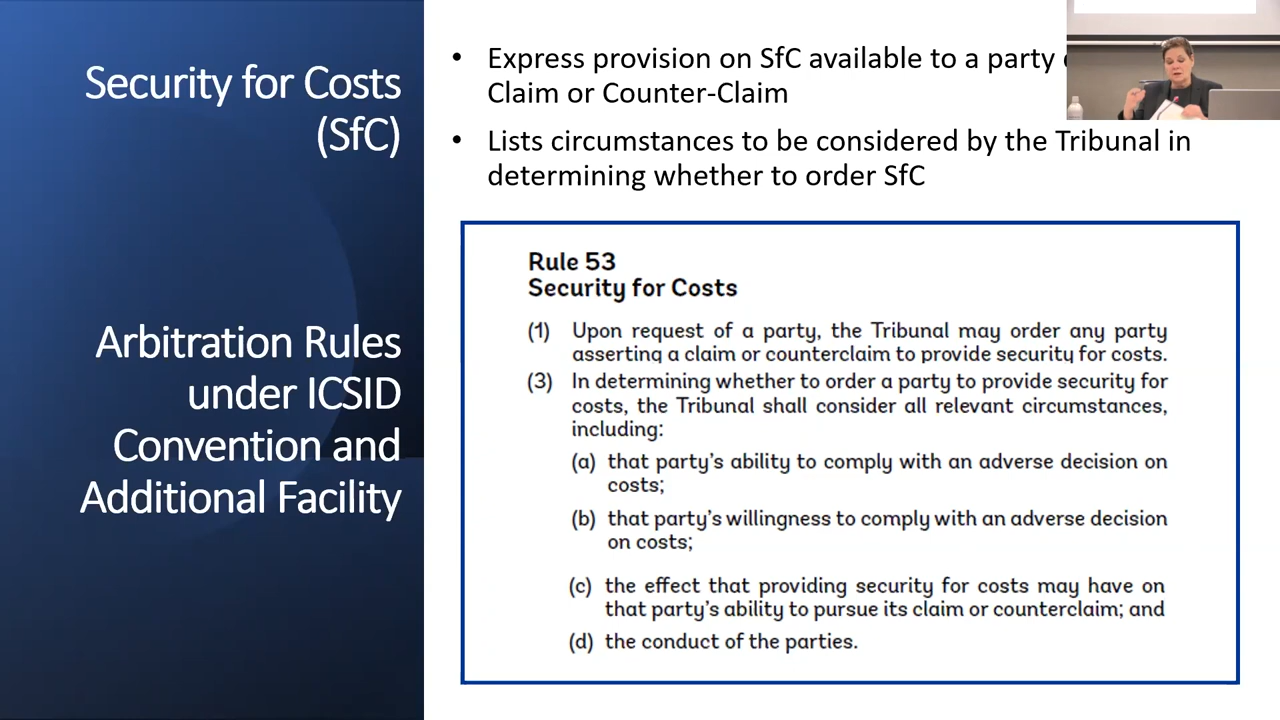 Security for Costs
(SfC)
Arbitration Rules
under ICSID
Convention and
Additional Facility
• Express provision on SfC available to a party
Claim or Counter-Claim
• Lists circumstances to be considered by the Tribunal in
determining whether to order SfC
Rule 53
Security for Costs
(1) Upon request of a party, the Tribunal may order any party
asserting a claim or counterclaim to provide security for costs.
(3) In determining whether to order a party to provide security for
costs, the Tribunal shall consider all relevant circumstances,
including:
(a) that party's ability to comply with an adverse decision on
costs;
(b) that party's willingness to comply with an adverse decision
on costs;
(c) the effect that providing security for costs may have on
that party's ability to pursue its claim or counterclaim; and
(d) the conduct of the parties.